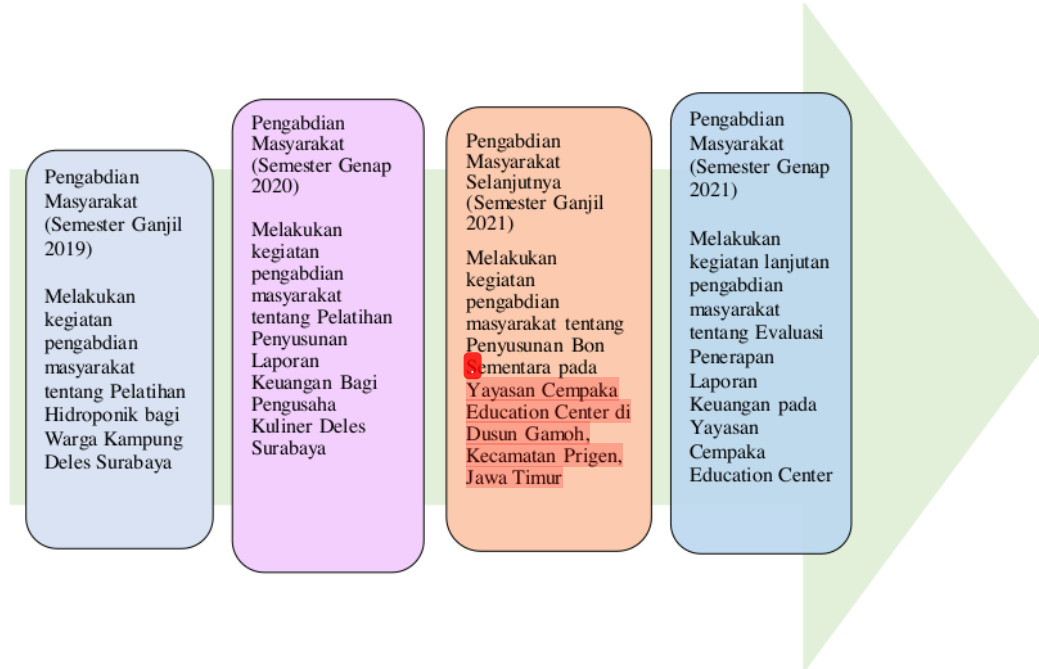 Pengabdian
Masyarakat
(Semester Ganjil
2019)
Melakukan
kegiatan
pengabdian
masyarakat
tentang Pelatihan
Hidroponik bagi
Warga Kampung
Deles Surabaya
Pengabdian
Masyarakat
(Semester Genap
2020)
Melakukan
kegiatan
pengabdian
masyarakat
tentang Pelatihan
Penyusunan
Laporan
Keuangan Bagi
Pengusaha
Kuliner Deles
Surabaya
Pengabdian
Masyarakat
Selanjutnya
(Semester Ganjil
2021)
Melakukan
kegiatan
pengabdian
masyarakat tentang
Penyusunan Bon
Sementara pada
Yayasan Cempaka
Education Center di
Dusun Gamoh,
Kecamatan Prigen,
Jawa Timur
Pengabdian
Masyarakat
(Semester Genap
2021)
Melakukan
kegiatan lanjutan
pengabdian
masyarakat
tentang Evaluasi
Penerapan
Laporan
Keuangan pada
Yayasan
Cempaka
Education Center